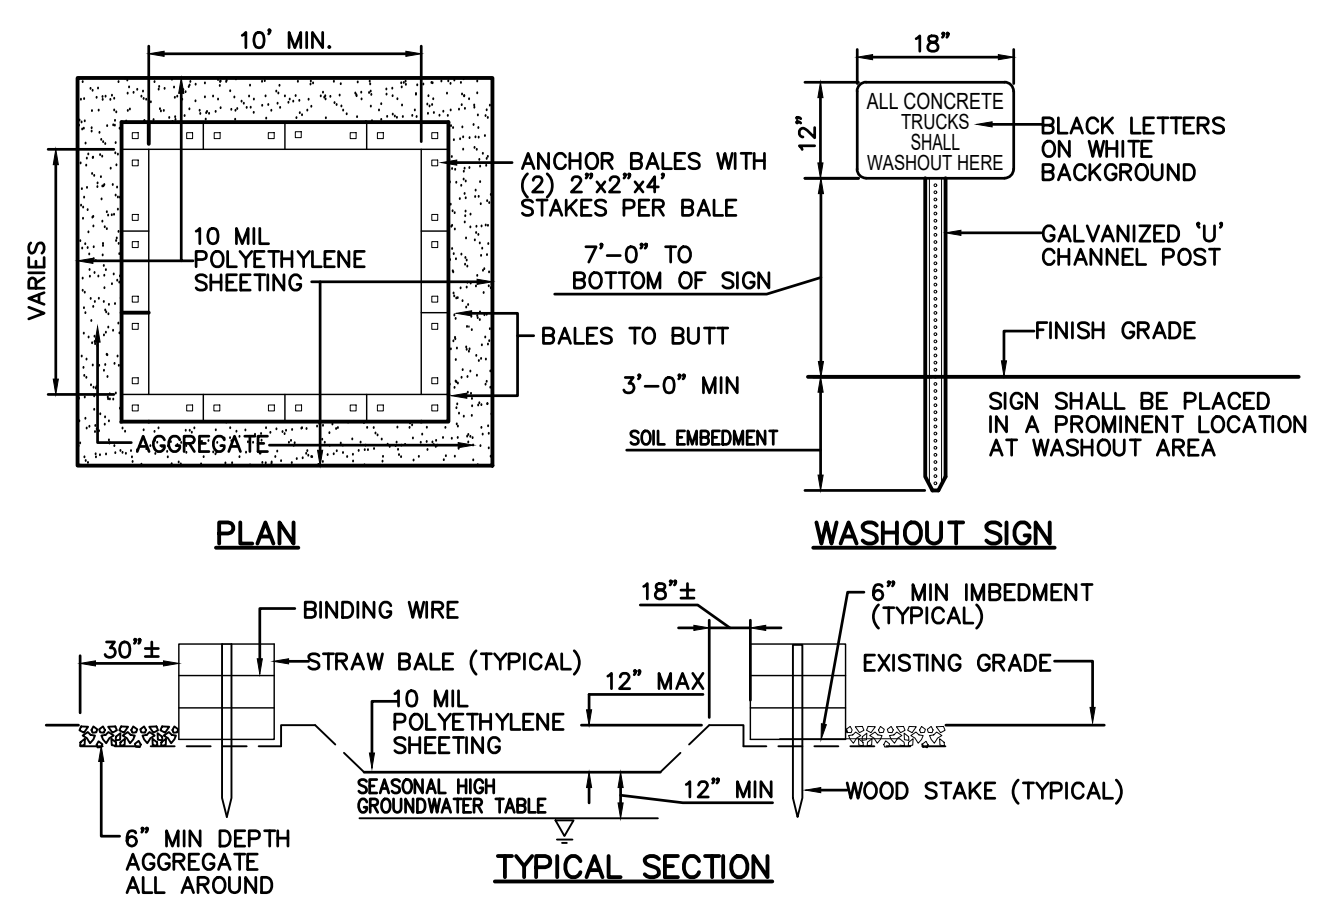 10' MIN.
VARIES
10 MIL
POLYETHYLENE
SHEETING
AGGREGATE
ANCHOR BALES WITH
(2) 2"x2"x4'
STAKES PER BALE
BALES TO BUTT
PLAN
18"
12"
ALL CONCRETE
TRUCKS
SHALL
WASHOUT HERE
BLACK LETTERS
ON WHITE
BACKGROUND
7'-0" TO
BOTTOM OF SIGN
GALVANIZED 'U'
CHANNEL POST
FINISH GRADE
3'-0" MIN
SOIL EMBEDMENT
SIGN SHALL BE PLACED
IN A PROMINENT LOCATION
AT WASHOUT AREA
WASHOUT SIGN
BINDING WIRE
30"±
STRAW BALE (TYPICAL)
10 MIL
POLYETHYLENE
SHEETING
18"±
12" MAX
6" MIN IMBEDMENT
(TYPICAL)
EXISTING GRADE
SEASONAL HIGH
GROUNDWATER TABLE
12" MIN
WOOD STAKE (TYPICAL)
6" MIN DEPTH
AGGREGATE
ALL AROUND
TYPICAL SECTION